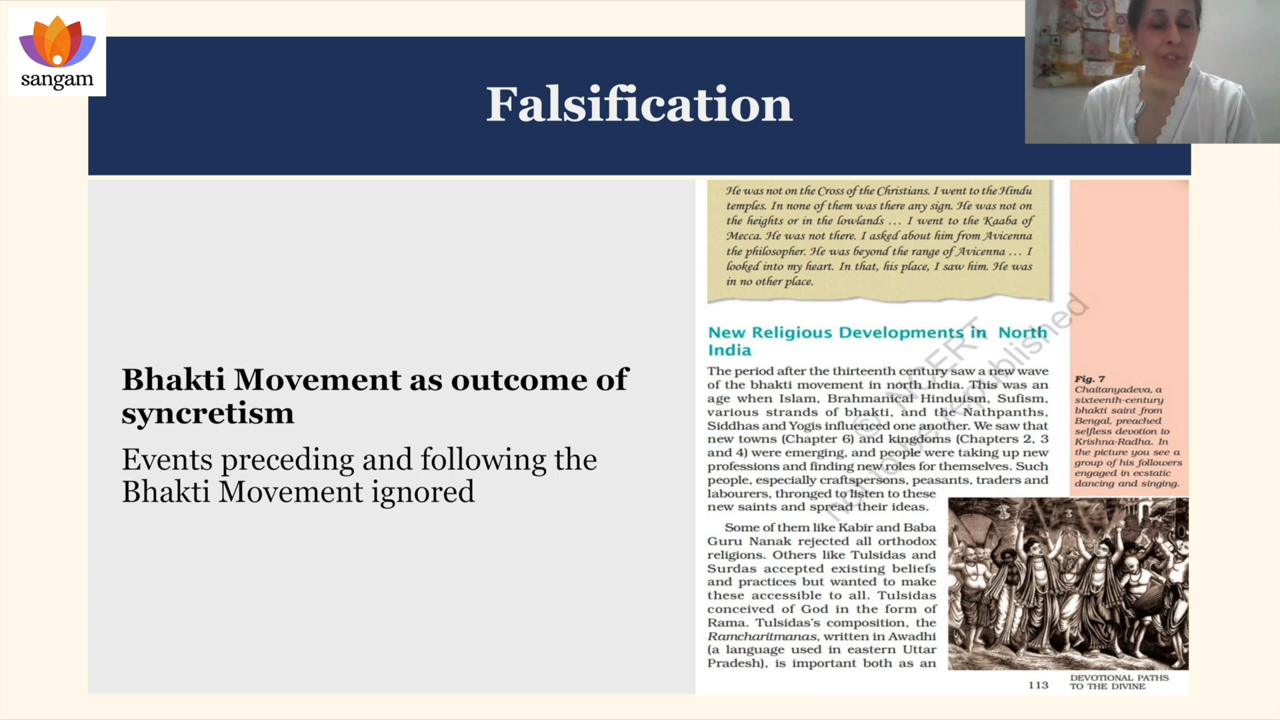 sangam
Falsification
Bhakti Movement as outcome of
syncretism
Events preceding and following the
Bhakti Movement ignored
He was not on the Cross of the Christians. I went to the Hindu
temples. In none of them was there any sign. He was not on
the heights or in the lowlands ... I went to the Kaaba of
Mecca. He was not there. I asked about him from Avicenna
the philosopher. He was beyond the range of Avicenna ... I
looked into my heart. In that, his place, I saw him. He was
in no other place.
New Religious Developments in North
India
The period after the thirteenth century saw a new wave
of the bhakti movement in north India. This was an
age when Islam, Brahmanical Hinduism, Sufism,
various strands of bhakti, and the Nathpanths,
Siddhas and Yogis influenced one another. We saw that
new towns (Chapter 6) and kingdoms (Chapters 2, 3
and 4) were emerging, and people were taking up new
professions and finding new roles for themselves. Such
people, especially craftspersons, peasants, traders and
labourers, thronged to listen to these
new saints and spread their ideas.
Some of them like Kabir and Baba
Guru Nanak rejected all orthodox
religions. Others like Tulsidas and
Surdas accepted existing beliefs
and practices but wanted to make
these accessible to all. Tulsidas
conceived of God in the form of
Rama. Tulsidas's composition, the
Ramcharitmanas, written in Awadhi
(a language used in eastern Uttar
Pradesh), is important both as an
© NCERT
not to be republished
Fig. 7
Chaitanyadeva, a
sixteenth-century
bhakti saint from
Bengal, preached
selfless devotion to
Krishna-Radha. In
the picture you see a
group of his followers
engaged in ecstatic
dancing and singing.
113
DEVOTIONAL PATHS
TO THE DIVINE